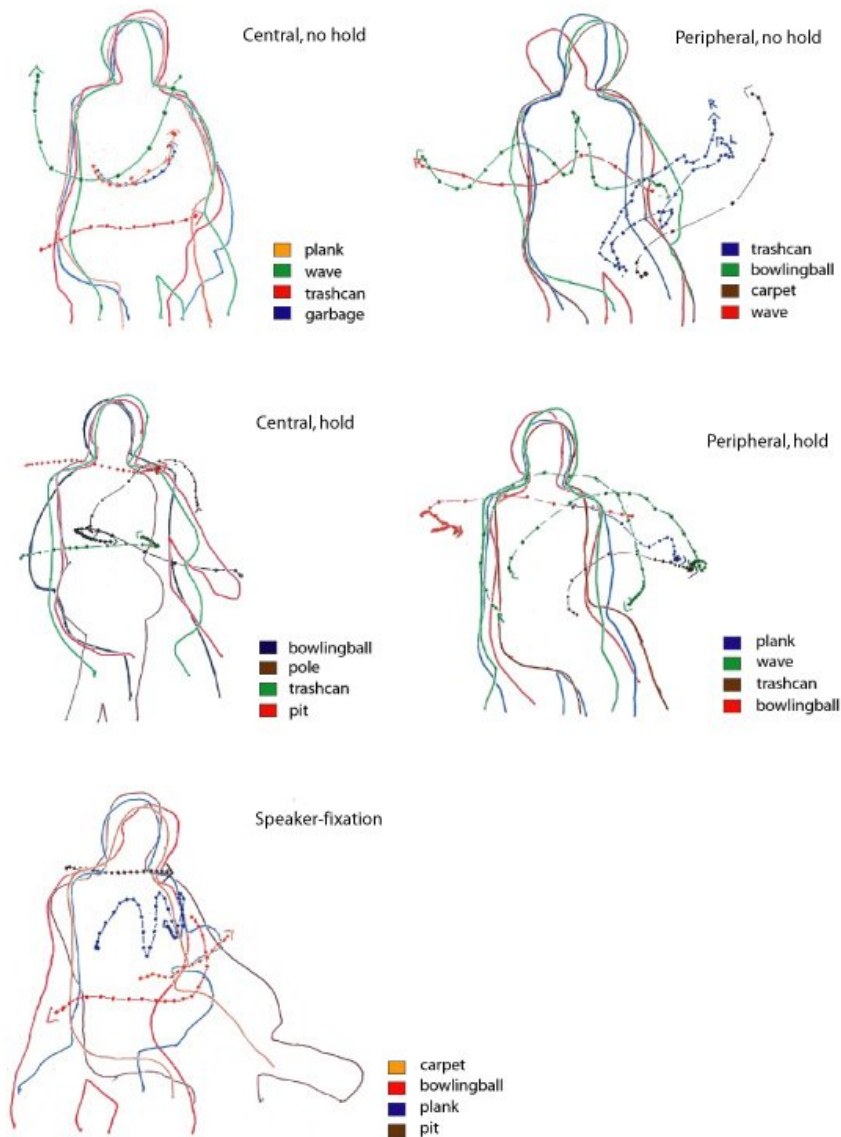 Central, no hold
plank
wave
trashcan
garbage
Peripheral, no hold
R
R L
trashcan
bowlingball
carpet
wave
Central, hold
bowlingball
pole
trashcan
pit
Peripheral, hold
R
plank
wave
trashcan
bowlingball
Speaker-fixation
carpet
bowlingball
plank
pit